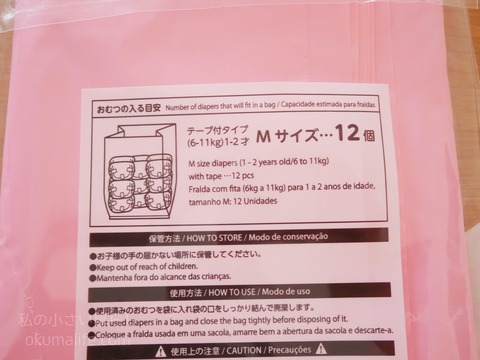 おむつの入る目安 Number of diapers that will fit in a bag / Capacidade estimada para fraldas
テープ付タイプ
(6-11kg)1-2才 Mサイズ…12個
M size diapers (1 - 2 years old/6 to 11kg)
with tape …12 pcs
Fralda com fita (6kg a 11kg) para 1 a 2 anos de idade,
tamanho M: 12 Unidades
保管方法 / HOW TO STORE / Modo de conservação
●お子様の手の届かない場所に保管してください。
●Keep out of reach of children.
●Mantenha fora do alcance das crianças.
使用方法 / HOW TO USE / Modo de uso
●使用済みのおむつを袋に入れ袋の口をしっかり結んで廃棄します。
●Put used diapers in a bag and close the bag tightly before disposing of it.
●Coloque a fralda usada em uma sacola, amarre bem a abertura da sacola e descarte-a.
使用上の注意 / CAUTION / Precauções
私の小さい
okumalife